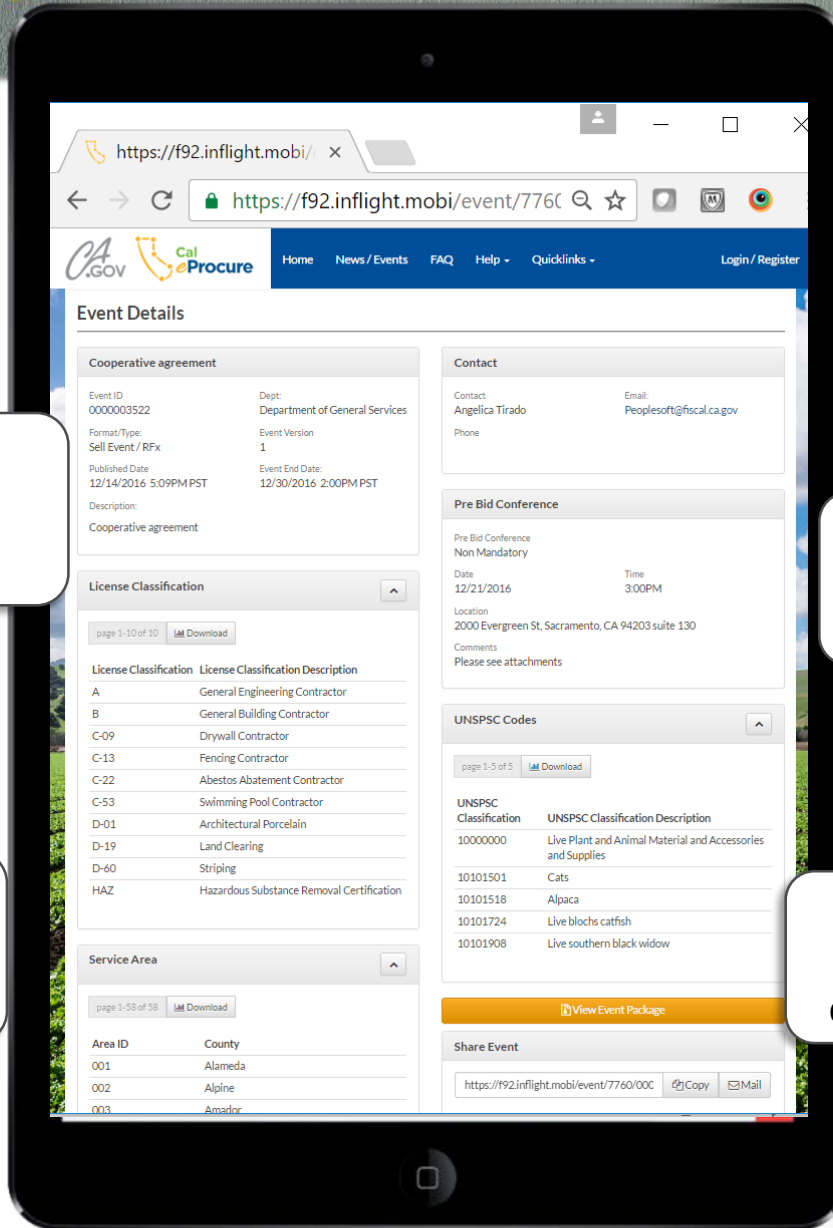 https://f92.inflight.mobi/
https://f92.inflight.mobi/event/7760
CA.GOV Cal eProcure Home News / Events FAQ Help Quicklinks Login / Register
Event Details
Cooperative agreement
Event ID Dept:
0000003522 Department of General Services
Format/Type: Event Version
Sell Event / RFx 1
Published Date Event End Date:
12/14/2016 5:09PM PST 12/30/2016 2:00PM PST
Description:
Cooperative agreement
License Classification
page 1-10 of 10 Download
License Classification License Classification Description
A General Engineering Contractor
B General Building Contractor
C-09 Drywall Contractor
C-13 Fencing Contractor
C-22 Abestos Abatement Contractor
C-53 Swimming Pool Contractor
D-01 Architectural Porcelain
D-19 Land Clearing
D-60 Striping
HAZ Hazardous Substance Removal Certification
Service Area
page 1-58 of 58 Download
Area ID County
001 Alameda
002 Alpine
003 Amador
Contact
Contact Email:
Angelica Tirado Peoplesoft@fiscal.ca.gov
Phone
Pre Bid Conference
Pre Bid Conference
Non Mandatory
Date Time
12/21/2016 3:00PM
Location
2000 Evergreen St, Sacramento, CA 94203 suite 130
Comments
Please see attachments
UNSPSC Codes
page 1-5 of 5 Download
UNSPSC
Classification UNSPSC Classification Description
10000000 Live Plant and Animal Material and Accessories
and Supplies
10101501 Cats
10101518 Alpaca
10101724 Live blochs catfish
10101908 Live southern black widow
View Event Package
Share Event
https://f92.inflight.mobi/event/7760/000 Copy Mail